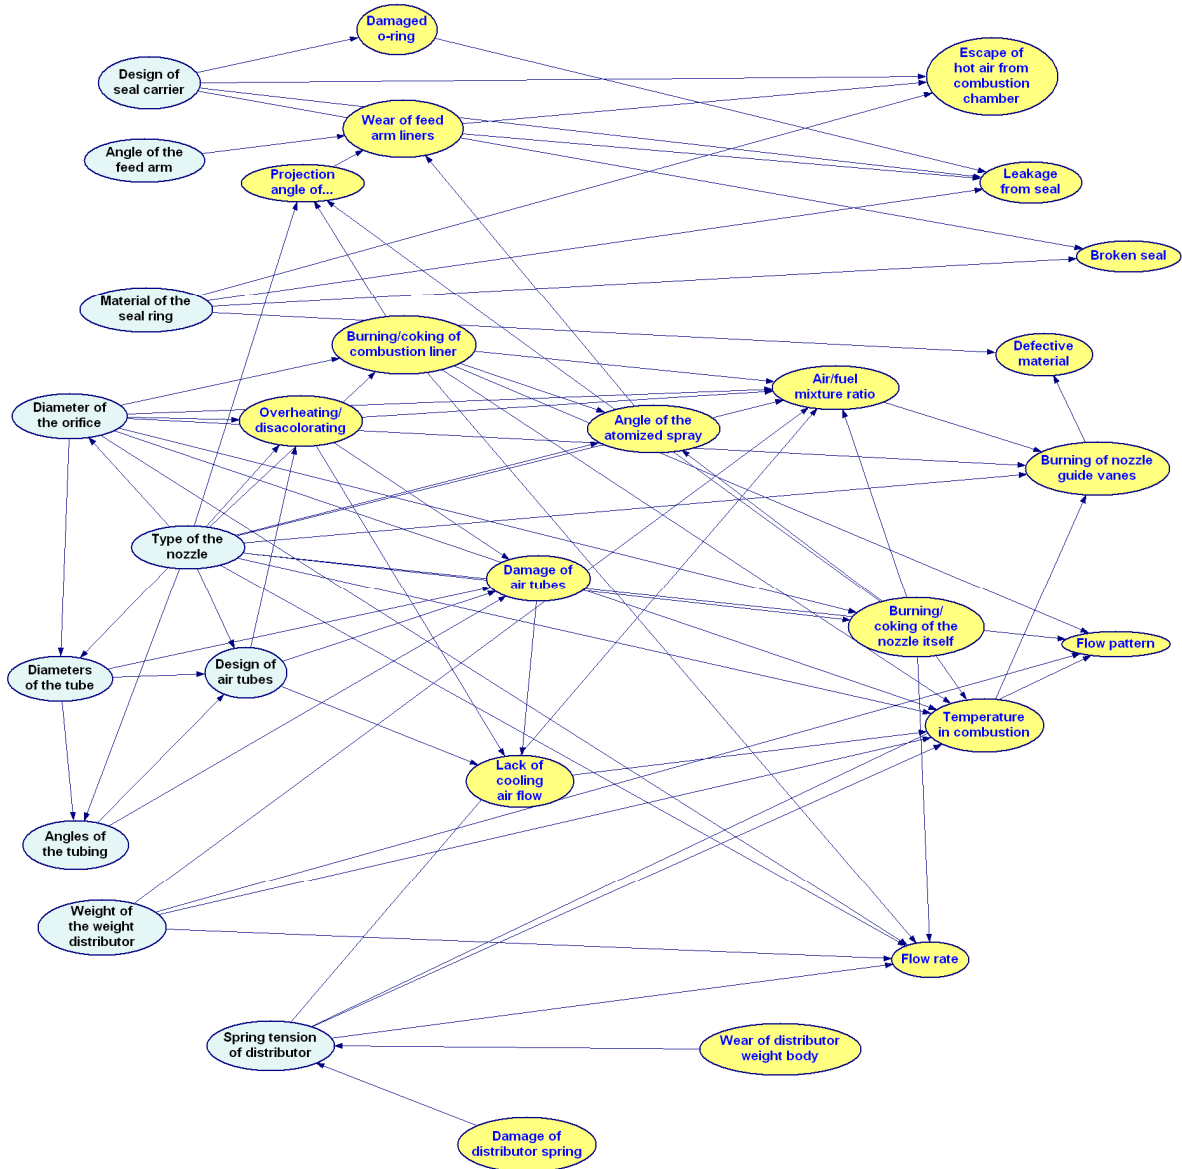 Damaged
o-ring
Escape of
hot air from
combustion
chamber
Design of
seal carrier
Wear of feed
arm liners
Angle of the
feed arm
Projection
angle of...
Leakage
from seal
Broken seal
Material of the
seal ring
Burning/coking of
combustion liner
Defective
material
Air/fuel
mixture ratio
Diameter of
the orifice
Overheating/
disacolorating
Angle of the
atomized spray
Burning of nozzle
guide vanes
Type of the
nozzle
Damage of
air tubes
Burning/
coking of the
nozzle itself
Flow pattern
Diameters
of the tube
Design of
air tubes
Temperature
in combustion
Lack of
cooling
air flow
Angles of
the tubing
Weight of
the weight
distributor
Flow rate
Spring tension
of distributor
Wear of distributor
weight body
Damage of
distributor spring